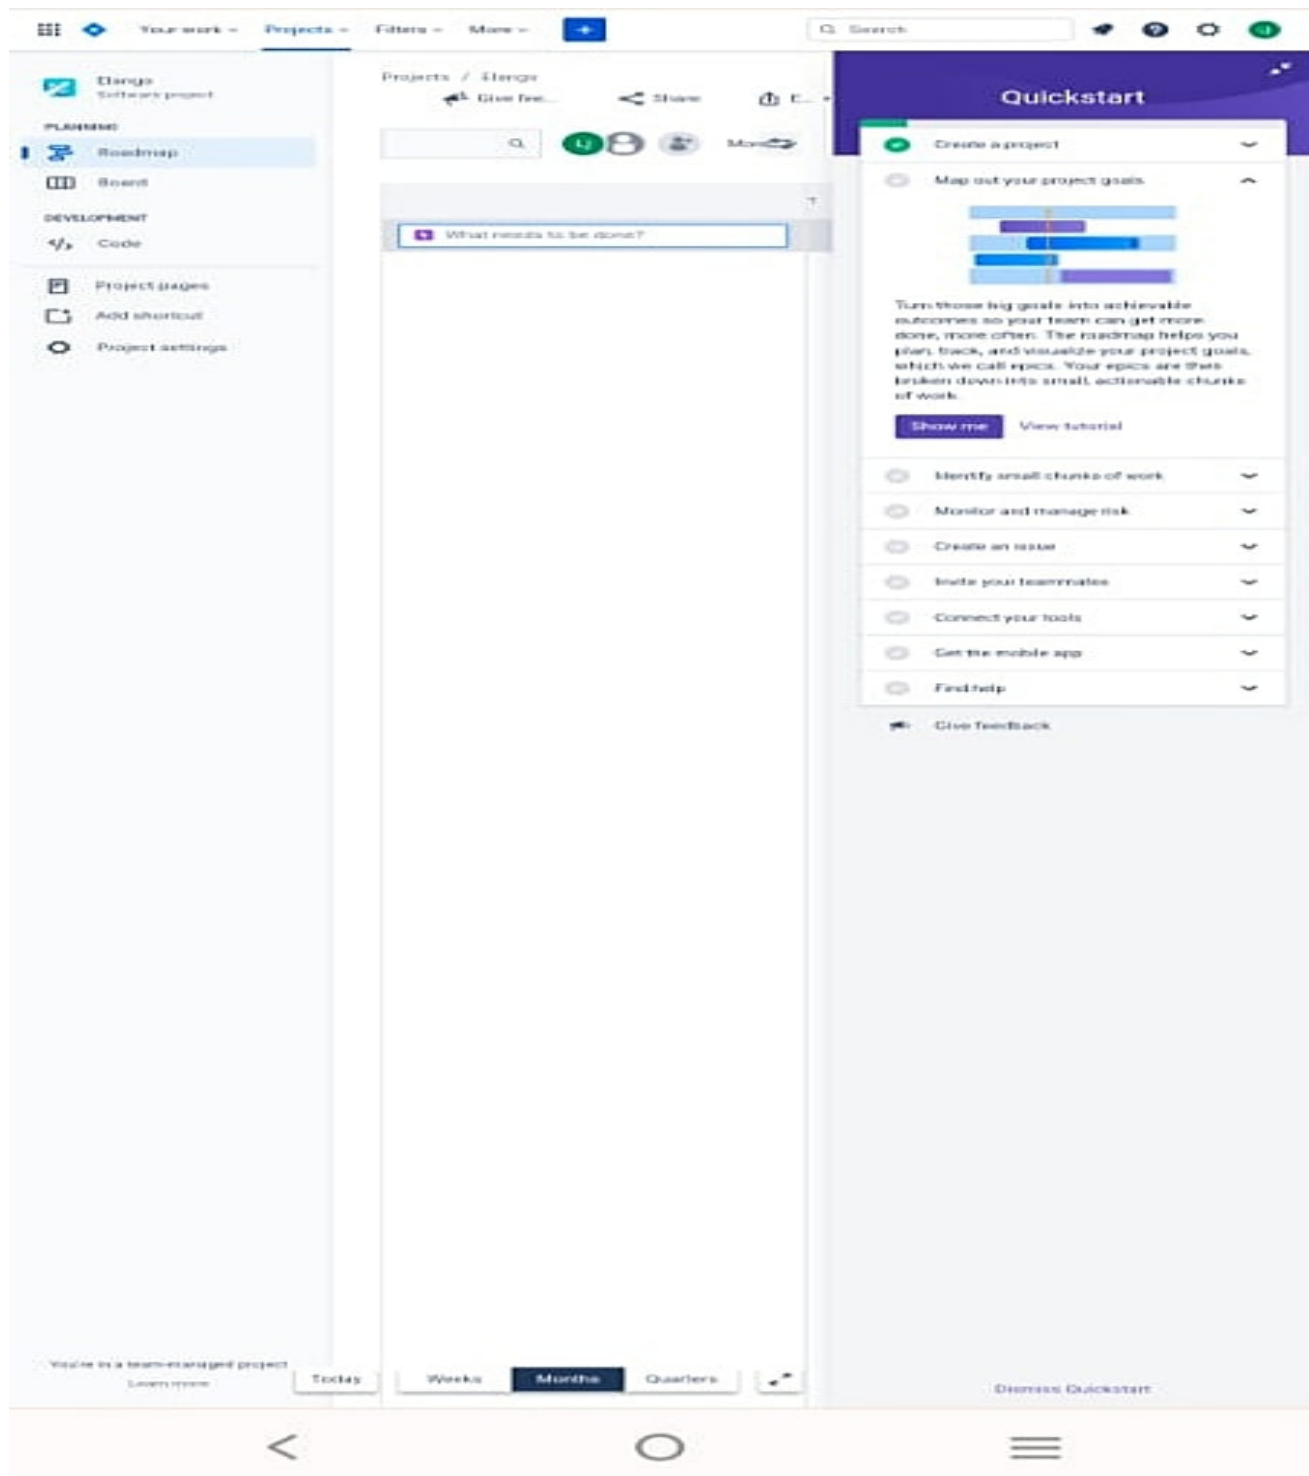 Your work
Projects
Filters
More
Search
Elango
Software project
PLANNING
Roadmap
Board
DEVELOPMENT
Code
Project pages
Add shortcut
Project settings
You're in a team-managed project
Learn more
Projects / Elango
Give fee...
Share
E...
LJ
What needs to be done?
Today
Weeks
Months
Quarters
Quickstart
Create a project
Map out your project goals
Turn those big goals into achievable
outcomes so your team can get more
done, more often. The roadmap helps you
plan, track, and visualize your project goals,
which we call epics. Your epics are then
broken down into small, actionable chunks
of work.
Show me
View tutorial
Identify small chunks of work
Monitor and manage risk
Create an issue
Invite your teammates
Connect your tools
Get the mobile app
Find help
Give feedback
Dismiss Quickstart